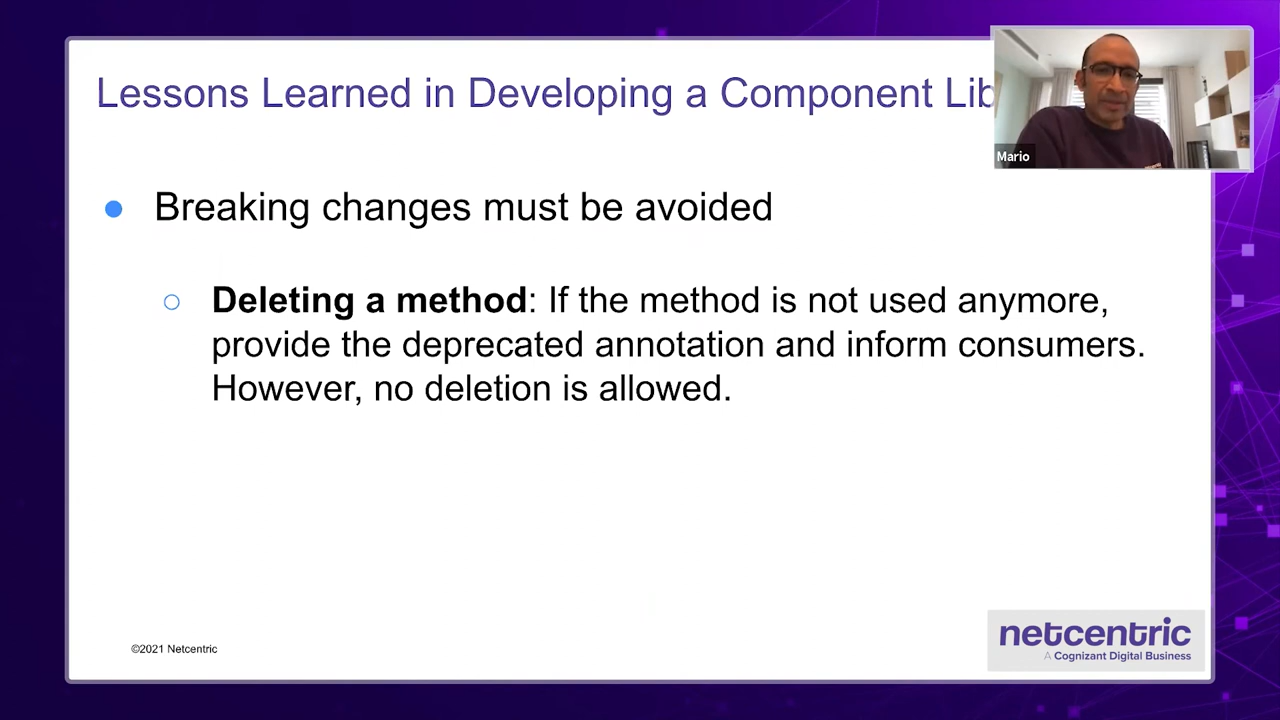 Lessons Learned in Developing a Component Lib
Mario
Breaking changes must be avoided
Deleting a method: If the method is not used anymore,
provide the deprecated annotation and inform consumers.
However, no deletion is allowed.
©2021 Netcentric
netcentric
A Cognizant Digital Business